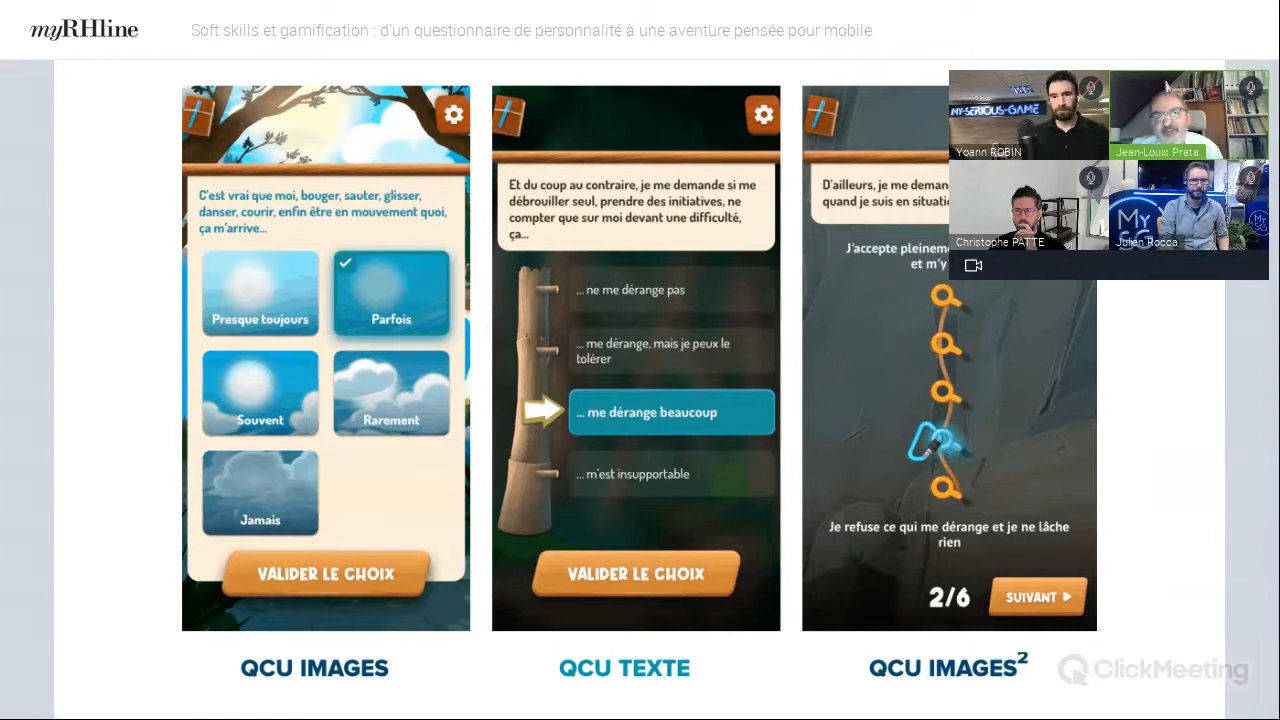 myRHline
Soft skills et gamification : d'un questionnaire de personnalité à une aventure pensée pour mobile
C'est vrai que moi, bouger, sauter, glisser,
danser, courir, enfin être en mouvement quoi,
ça m'arrive...
Presque toujours
Parfois
Souvent
Rarement
Jamais
VALIDER LE CHOIX
QCU IMAGES
Et du coup au contraire, je me demande si me
débrouiller seul, prendre des initiatives, ne
compter que sur moi devant une difficulté,
ça...
... ne me dérange pas
... me dérange, mais je peux le
tolérer
... me dérange beaucoup
... m'est insupportable
VALIDER LE CHOIX
QCU TEXTE
D'ailleurs, je me deman
quand je suis en situati
J'accepte pleinem
et m'y
Je refuse ce qui me dérange et je ne lâche
rien
2/6
SUIVANT
QCU IMAGES²
MY-SERIOUS-GAME
Yoann ROBIN
Jean-Louis Prata
Christophe PATTE
My
SG
Julien Rocca
My
SG
ClickMeeting